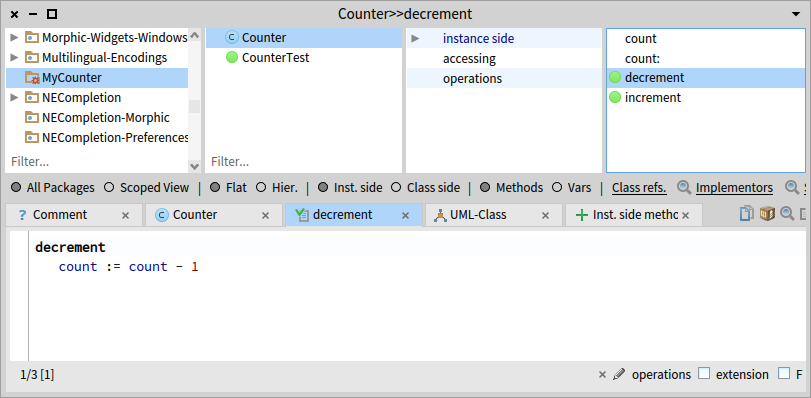 Counter>>decrement
Morphic-Widgets-Windows
Multilingual-Encodings
MyCounter
NECompletion
NECompletion-Morphic
NECompletion-Preferences
Filter...
C Counter
CounterTest
Filter...
instance side
accessing
operations
count
count:
decrement
increment
All Packages Scoped View | Flat Hier. | Inst. side Class side | Methods Vars | Class refs. Implementors S
? Comment × C Counter × decrement × UML-Class × Inst. side methc ×
decrement
count := count - 1
1/3 [1] × operations extension F